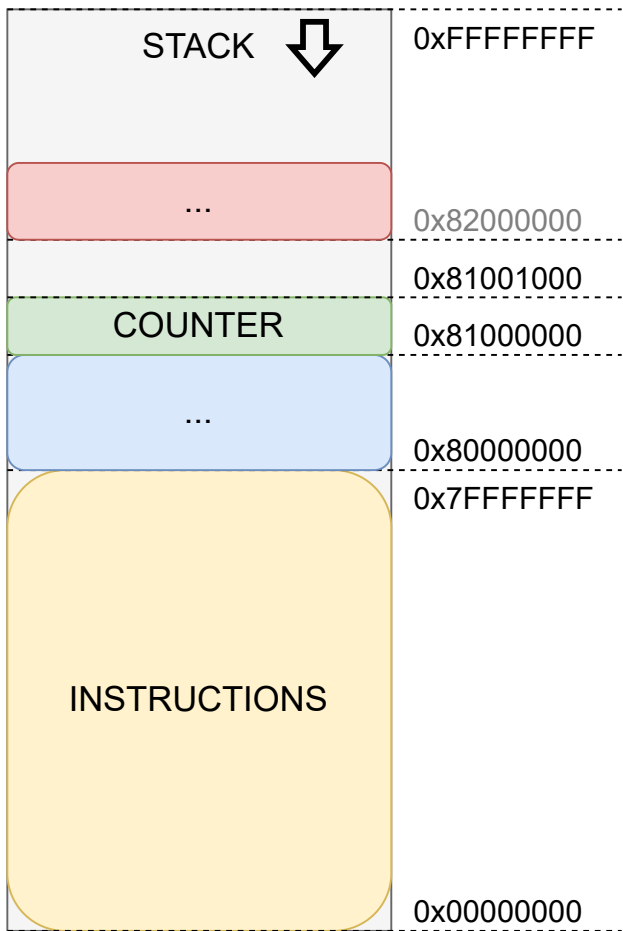 STACK
0xFFFFFFFF
...
0x82000000
0x81001000
COUNTER
0x81000000
...
0x80000000
0x7FFFFFFF
INSTRUCTIONS
0x00000000